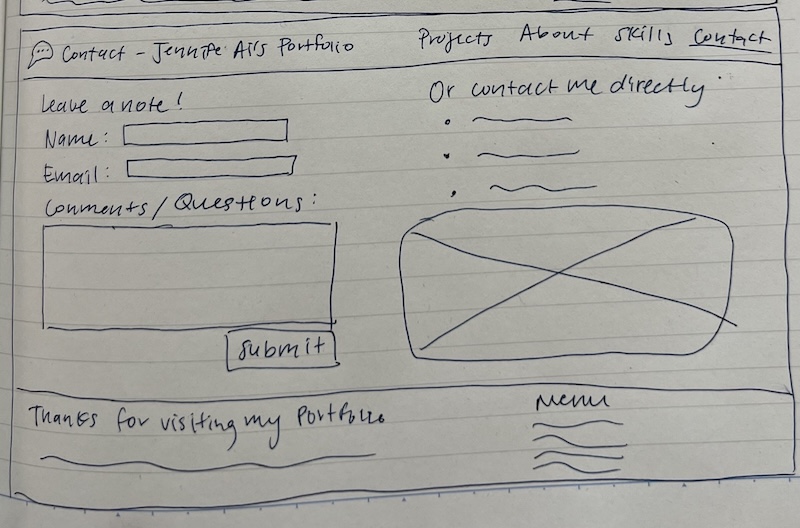 Contact - Jennife Ai's Portfolio
Projects About Skills Contact
Leave a note!
Name:
Email:
Comments/Questions:
Submit
Or contact me directly
Thanks for visiting my Portfolio
Menu